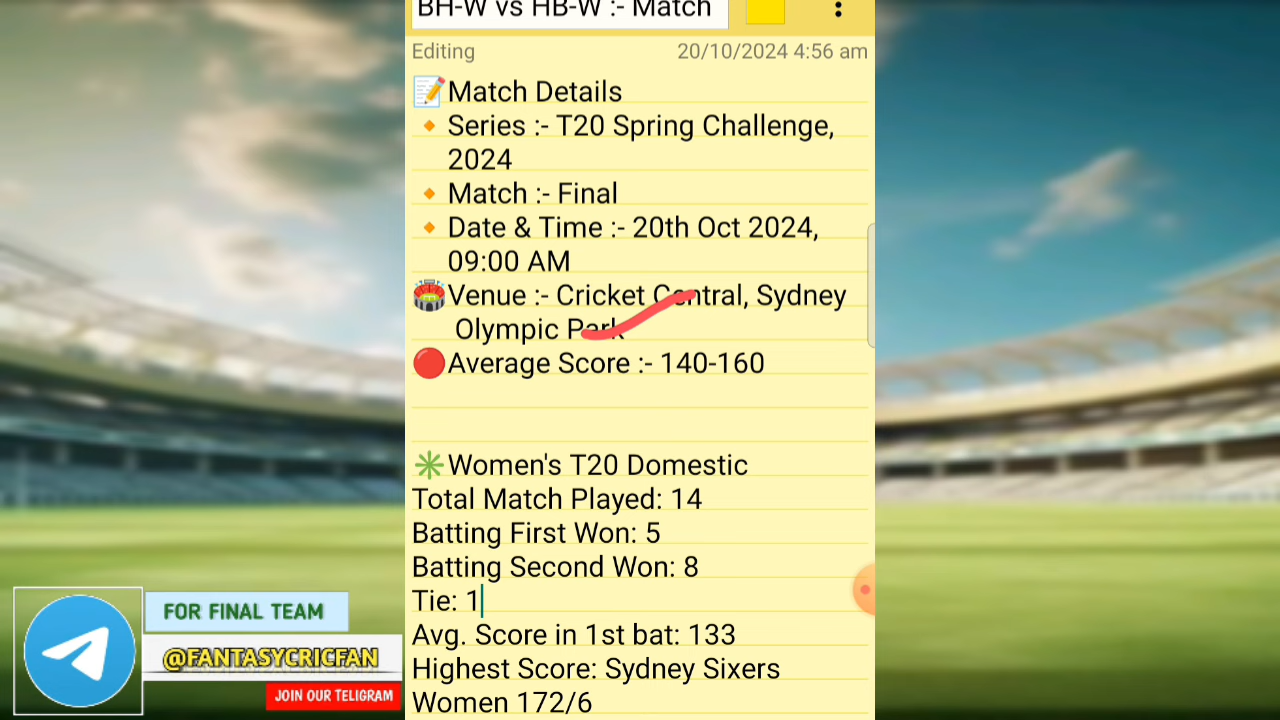 BH-W vs HB-W :- Match
Editing
20/10/2024 4:56 am
📝Match Details
🔸Series :- T20 Spring Challenge,
2024
🔸Match :- Final
🔸Date & Time :- 20th Oct 2024,
09:00 AM
🏟️Venue :- Cricket Central, Sydney
Olympic Park
🔴Average Score :- 140-160
✳️Women's T20 Domestic
Total Match Played: 14
Batting First Won: 5
Batting Second Won: 8
Tie: 1
Avg. Score in 1st bat: 133
Highest Score: Sydney Sixers
Women 172/6
FOR FINAL TEAM
@FANTASYCRICFAN
JOIN OUR TELIGRAM